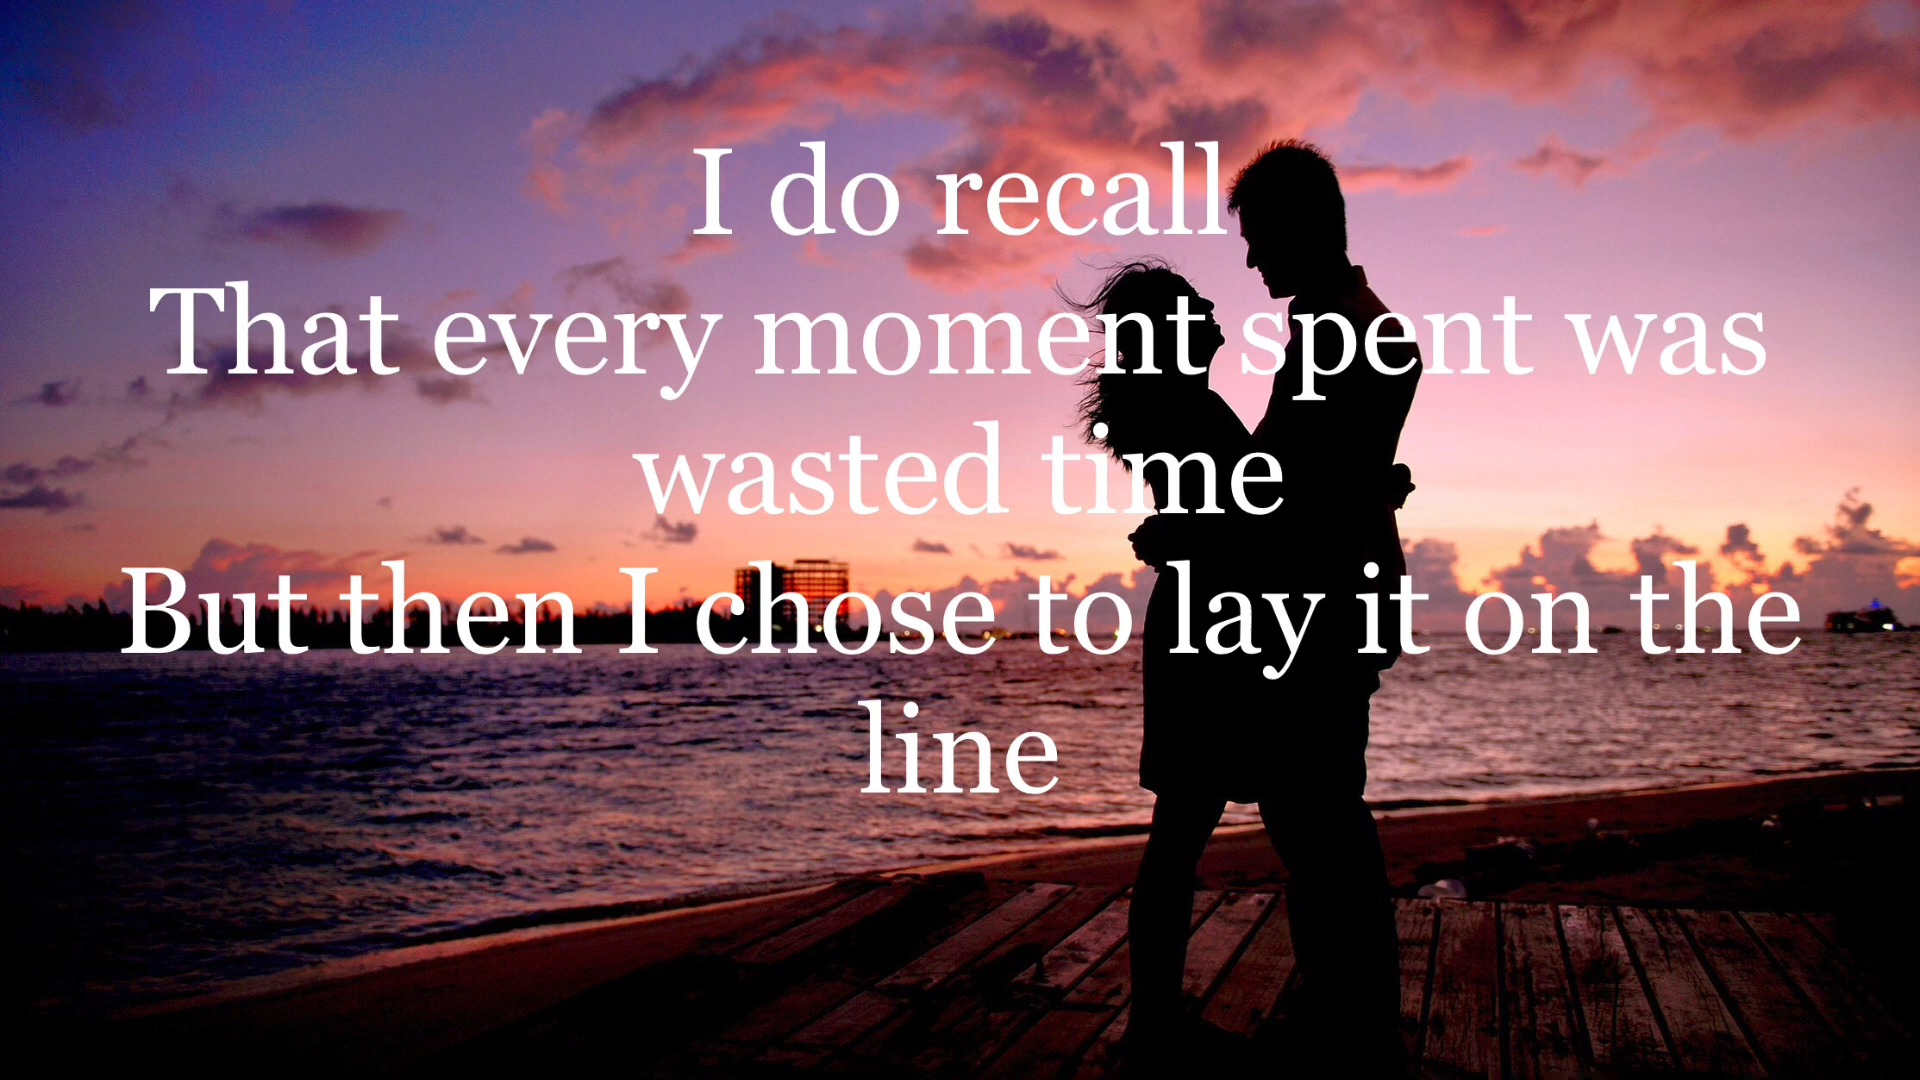 I do recall
That every moment spent was
wasted time
But then I chose to lay it on the
line